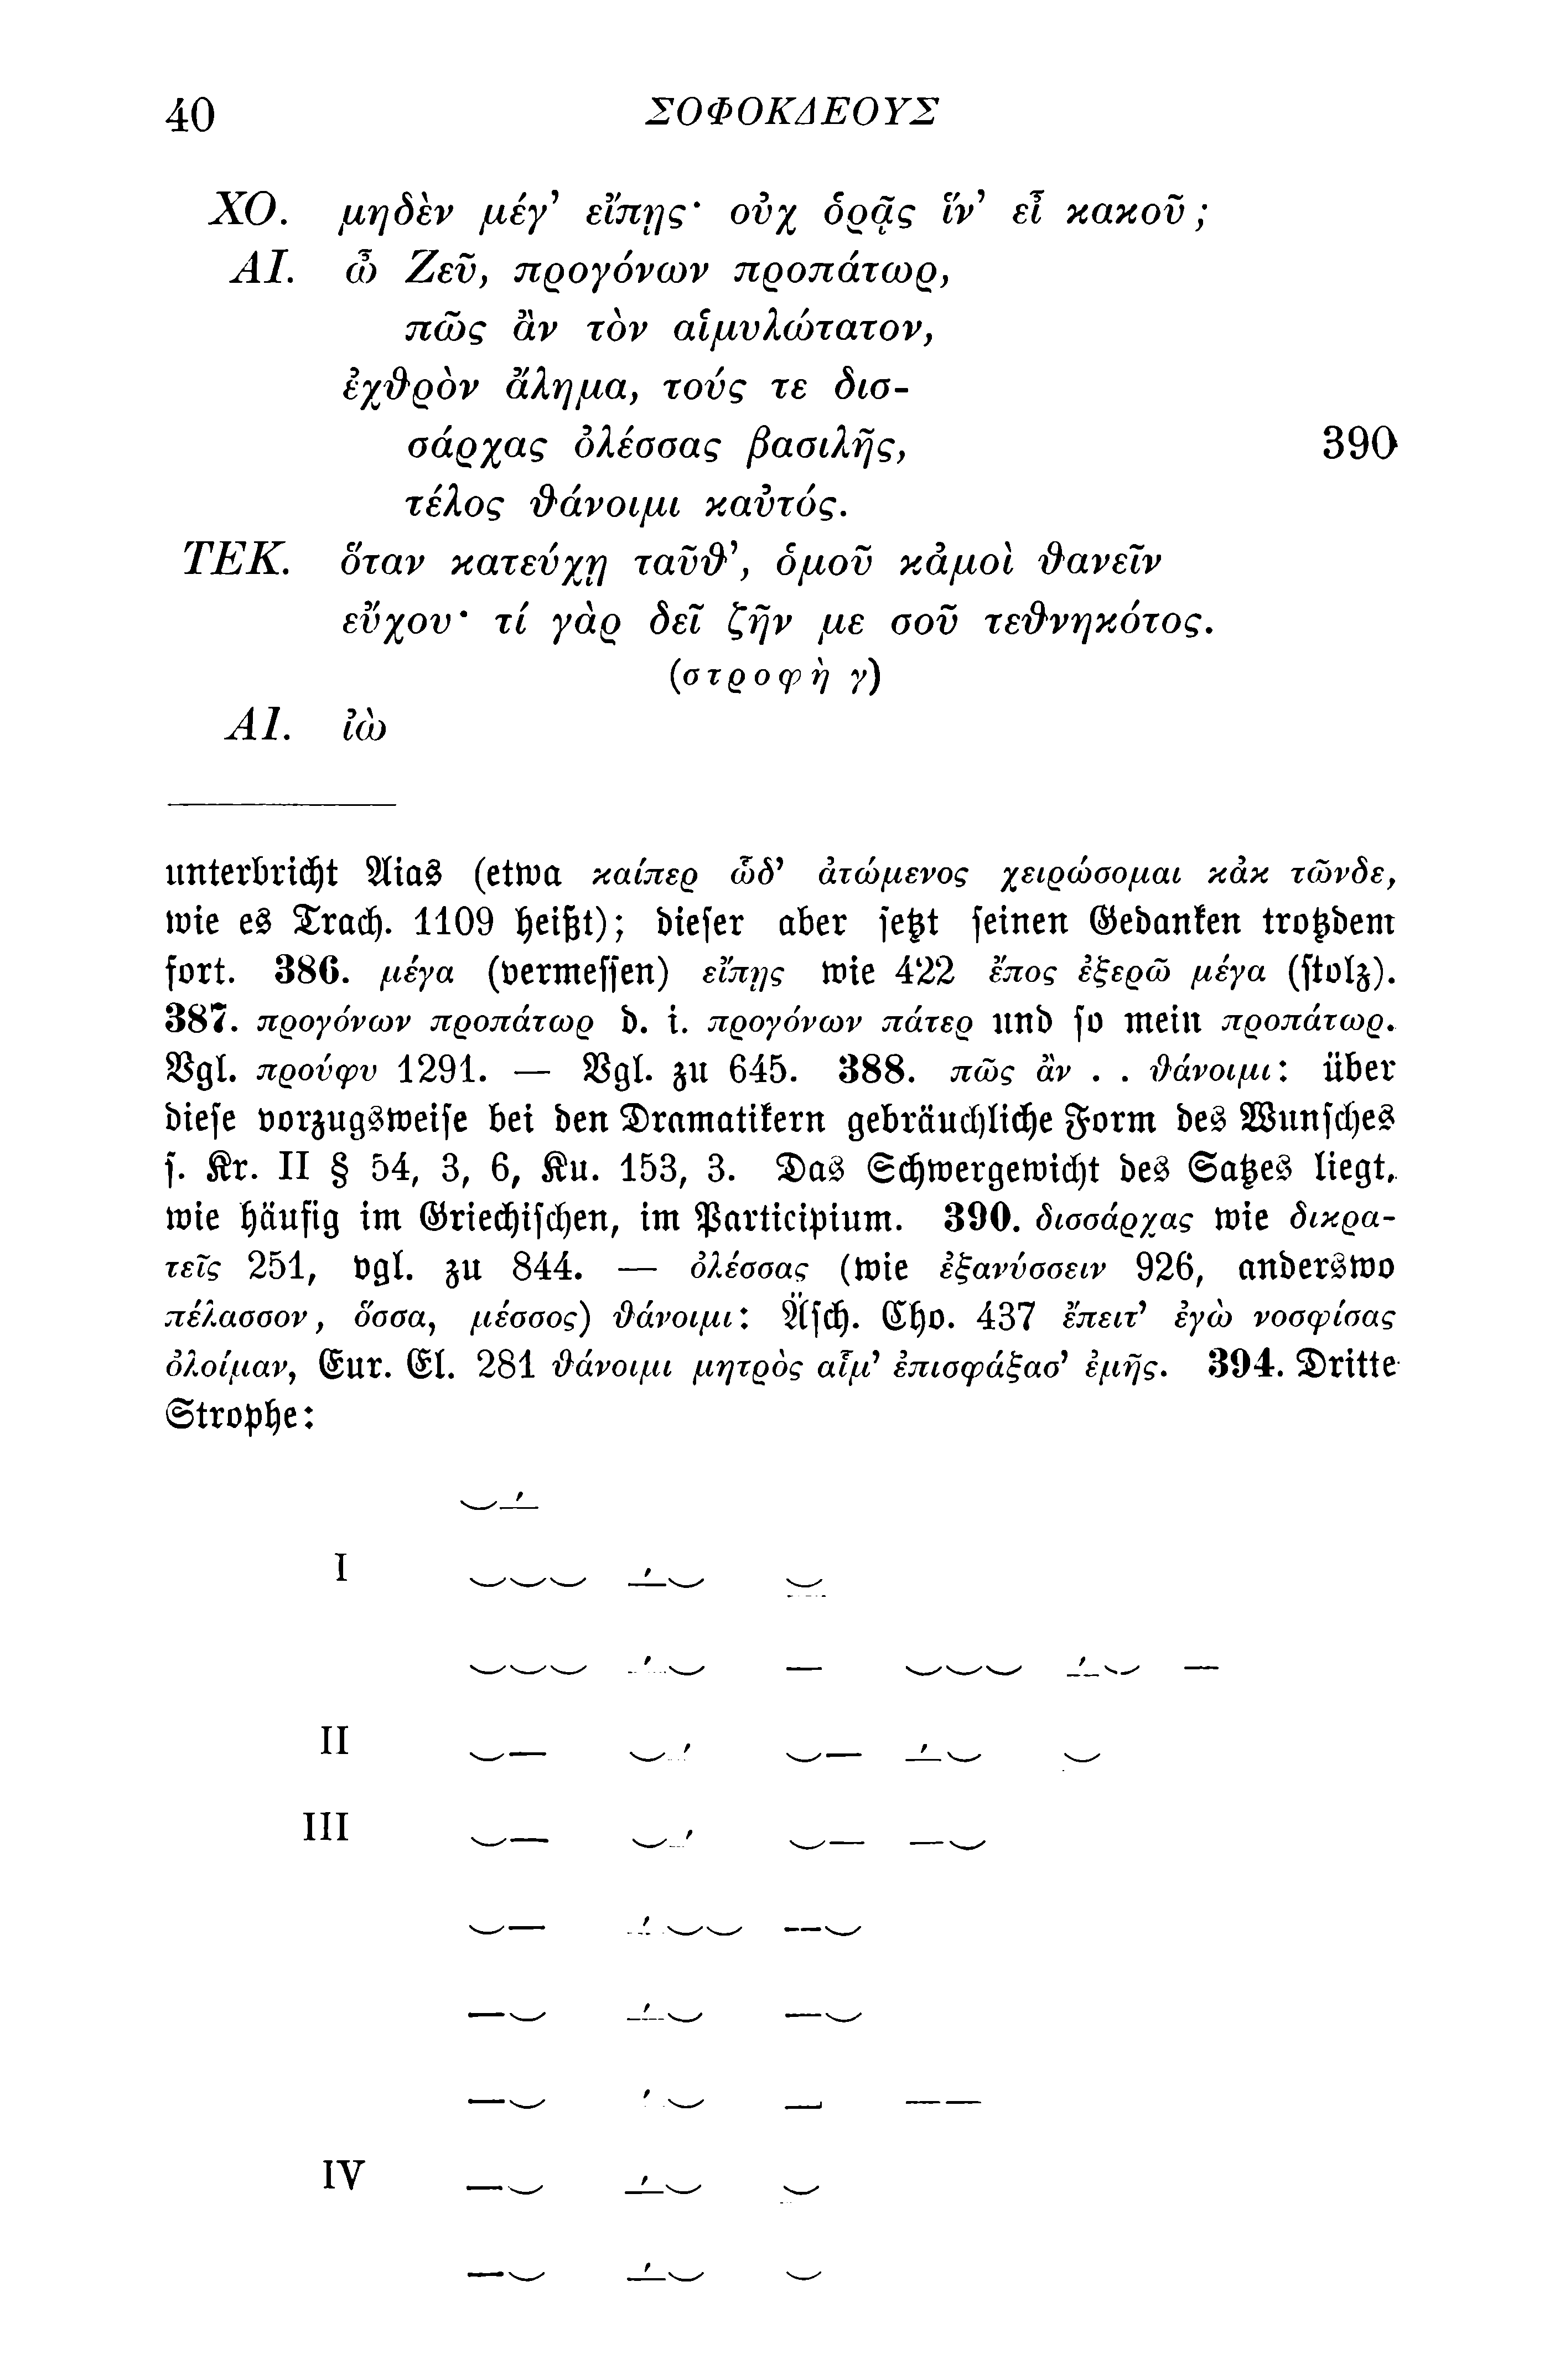 40 ΣΟΦΟΚΛΕΟΥΣ
ΧΟ. μηδὲν μέγ’ εἴπῃς· οὐχ ὁρᾷς ἵν’ εἶ κακοῦ;
ΑΙ. ὦ Ζεῦ, προγόνων προπάτωρ,
πῶς ἂν τὸν αἱμυλώτατον,
ἐχθρὸν ἄλημα, τούς τε δισ-
σάρχας ὀλέσσας βασιλῆς, 390
τέλος θάνοιμι καὐτός.
ΤΕΚ. ὅταν κατεύχῃ ταῦθ’, ὁμοῦ κἀμοὶ θανεῖν
εὔχου· τί γὰρ δεῖ ζῆν με σοῦ τεθνηκότος.
(στροφὴ γ)
ΑΙ. ἰὼ
unterbricht Aias (etwa καίπερ ὧδ’ ἀτώμενος χειρώσομαι κἀκ τῶνδε,
wie es Trach. 1109 heißt); dieser aber setzt seinen Gedanken trotzdem
fort. 386. μέγα (vermessen) εἴπῃς wie 422 ἔπος ἐξερῶ μέγα (stolz).
387. προγόνων προπάτωρ d. i. προγόνων πάτερ und so mein προπάτωρ.
Vgl. προύφυ 1291. — Vgl. zu 645. 388. πῶς ἂν . . θάνοιμι: über
diese vorzugsweise bei den Dramatikern gebräuchliche Form des Wunsches
s. Kr. II § 54, 3, 6, Ku. 153, 3. Das Schwergewicht des Satzes liegt,
wie häufig im Griechischen, im Participium. 390. δισσάρχας wie δικρα-
τεῖς 251, vgl. zu 844. — ὀλέσσας (wie ἐξανύσσειν 926, anderswo
πέλασσον, ὅσσα, μέσσος) θάνοιμι: Äsch. Cho. 437 ἔπειτ’ ἐγὼ νοσφίσας
ὀλοίμαν, Eur. El. 281 θάνοιμι μητρὸς αἷμ’ ἐπισφάξασ’ ἐμῆς. 394. Dritte
Strophe:
I
II
III
IV